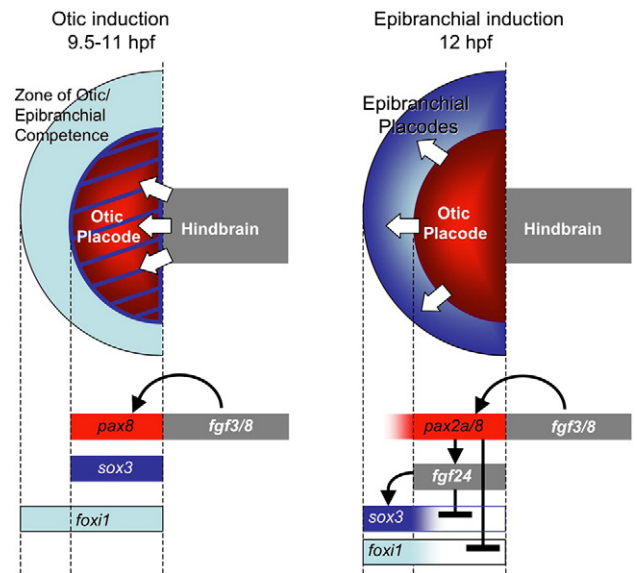 Otic induction
9.5-11 hpf
Zone of Otic/
Epibranchial
Competence
Otic
Placode
Hindbrain
pax8
fgf3/8
sox3
foxi1
Epibranchial induction
12 hpf
Epibranchial
Placodes
Otic
Placode
Hindbrain
pax2a/8
fgf3/8
fgf24
sox3
foxi1